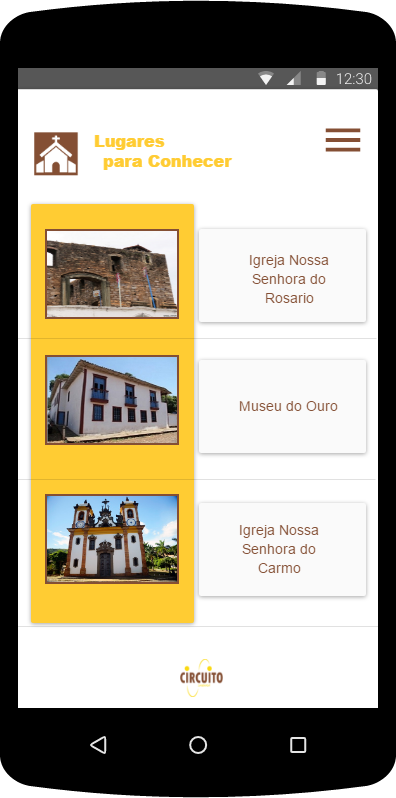 12:30
Lugares
para Conhecer
Igreja Nossa
Senhora do
Rosario
Museu do Ouro
Igreja Nossa
Senhora do
Carmo
CIRCUITO